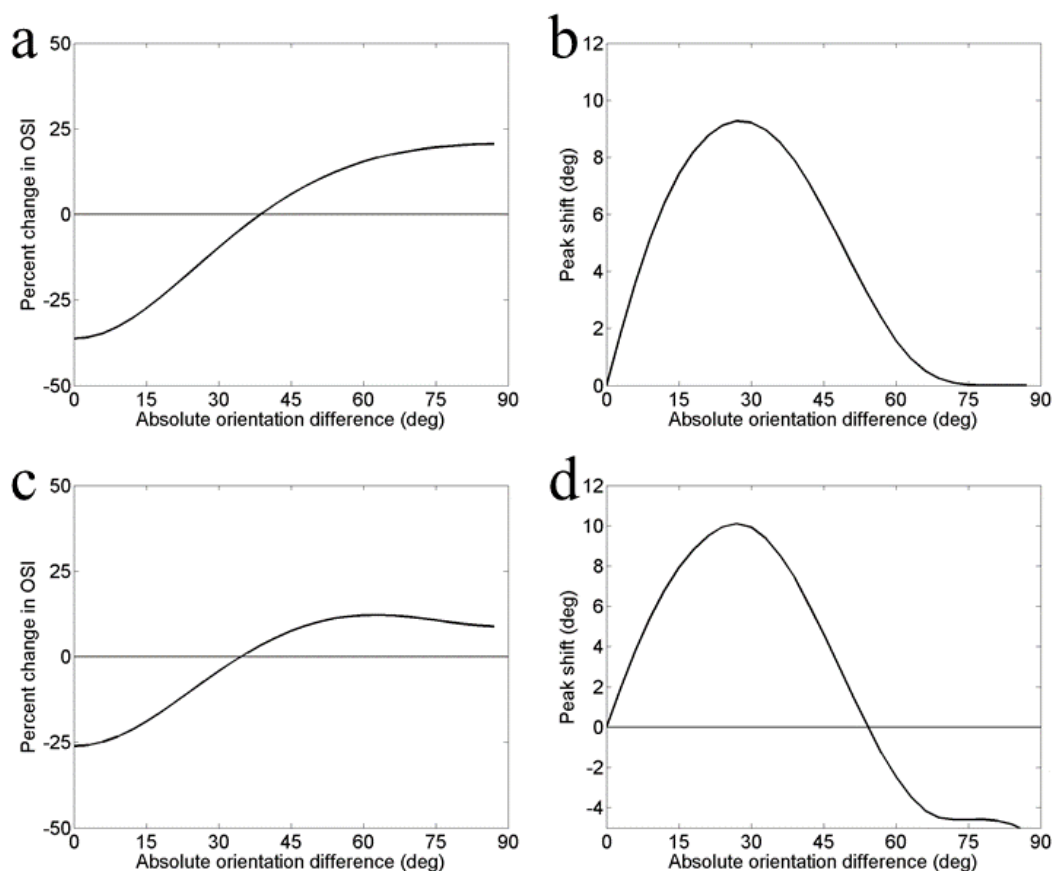 a
50
25
0
-25
-50
Percent change in OSI
0 15 30 45 60 75 90
Absolute orientation difference (deg)
b
12
10
8
6
4
2
0
Peak shift (deg)
0 15 30 45 60 75 90
Absolute orientation difference (deg)
c
50
25
0
-25
-50
Percent change in OSI
0 15 30 45 60 75 90
Absolute orientation difference (deg)
d
12
10
8
6
4
2
0
-2
-4
Peak shift (deg)
0 15 30 45 60 75 90
Absolute orientation difference (deg)